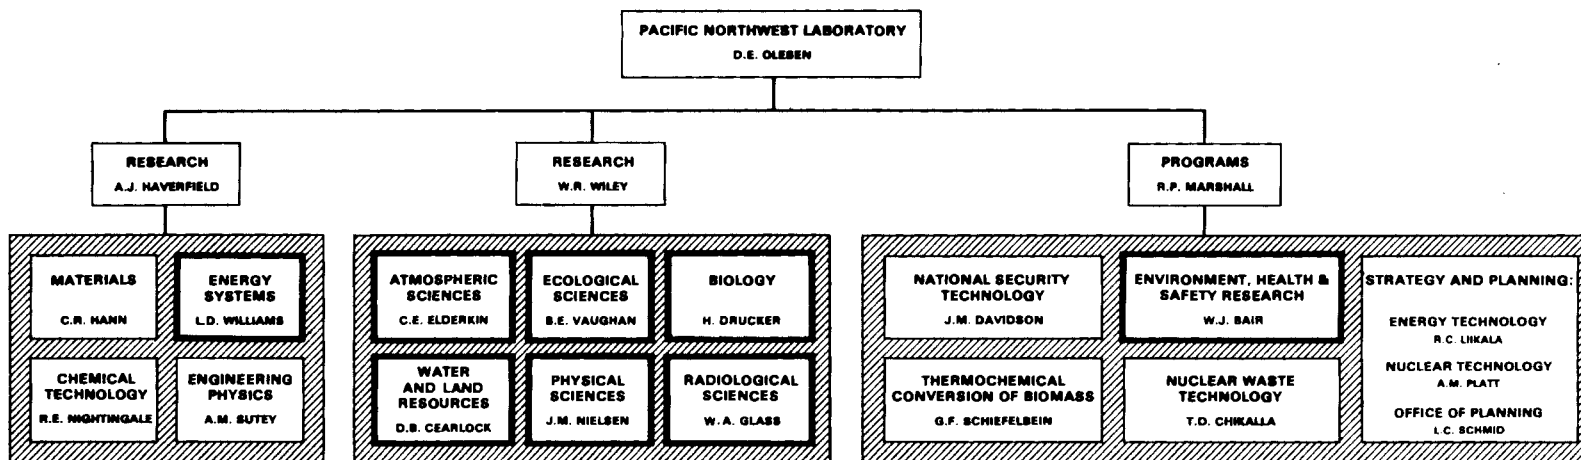 PACIFIC NORTHWEST LABORATORY
D.E. OLESEN
RESEARCH
A.J. HAVERFIELD
RESEARCH
W.R. WILEY
PROGRAMS
R.P. MARSHALL
MATERIALS
C.R. HANN
ENERGY
SYSTEMS
L.D. WILLIAMS
CHEMICAL
TECHNOLOGY
R.E. NIGHTINGALE
ENGINEERING
PHYSICS
A.M. SUTEY
ATMOSPHERIC
SCIENCES
C.E. ELDERKIN
ECOLOGICAL
SCIENCES
B.E. VAUGHAN
BIOLOGY
H. DRUCKER
WATER
AND LAND
RESOURCES
D.B. CEARLOCK
PHYSICAL
SCIENCES
J.M. NIELSEN
RADIOLOGICAL
SCIENCES
W.A. GLASS
NATIONAL SECURITY
TECHNOLOGY
J.M. DAVIDSON
ENVIRONMENT, HEALTH &
SAFETY RESEARCH
W.J. BAIR
THERMOCHEMICAL
CONVERSION OF BIOMASS
G.F. SCHIEFELBEIN
NUCLEAR WASTE
TECHNOLOGY
T.D. CHIKALLA
STRATEGY AND PLANNING:
ENERGY TECHNOLOGY
R.C. LIIKALA
NUCLEAR TECHNOLOGY
A.M. PLATT
OFFICE OF PLANNING
L.C. SCHMID